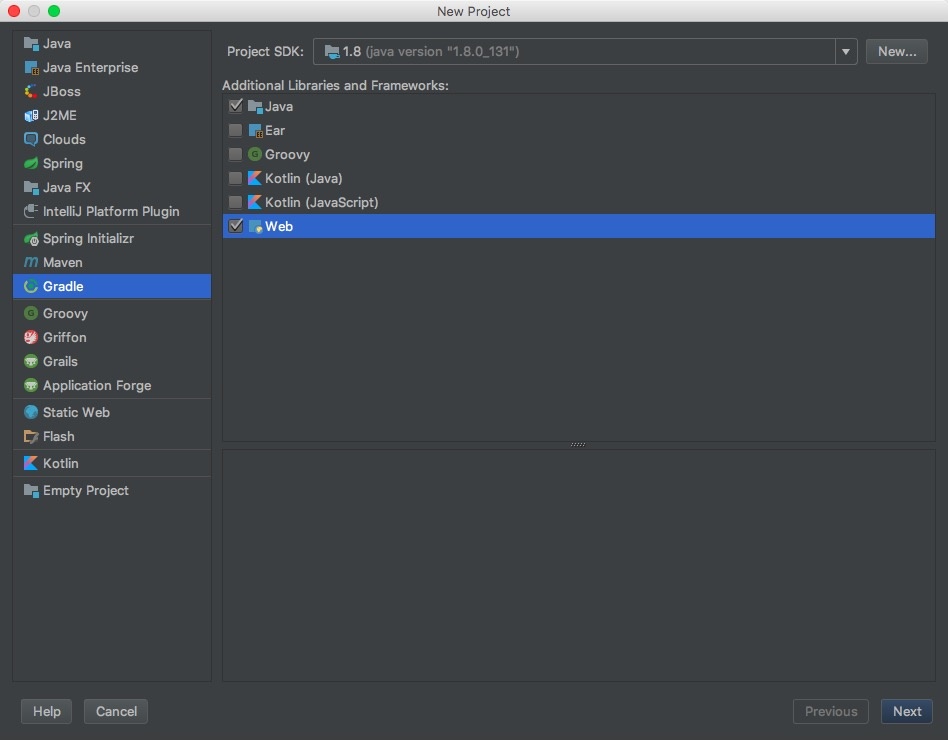 New Project
Java
Java Enterprise
JBoss
J2ME
Clouds
Spring
Java FX
IntelliJ Platform Plugin
Spring Initializr
Maven
Gradle
Groovy
Griffon
Grails
Application Forge
Static Web
Flash
Kotlin
Empty Project
Project SDK: 1.8 (java version "1.8.0_131") New...
Additional Libraries and Frameworks:
Java
Ear
Groovy
Kotlin (Java)
Kotlin (JavaScript)
Web
Help Cancel Previous Next